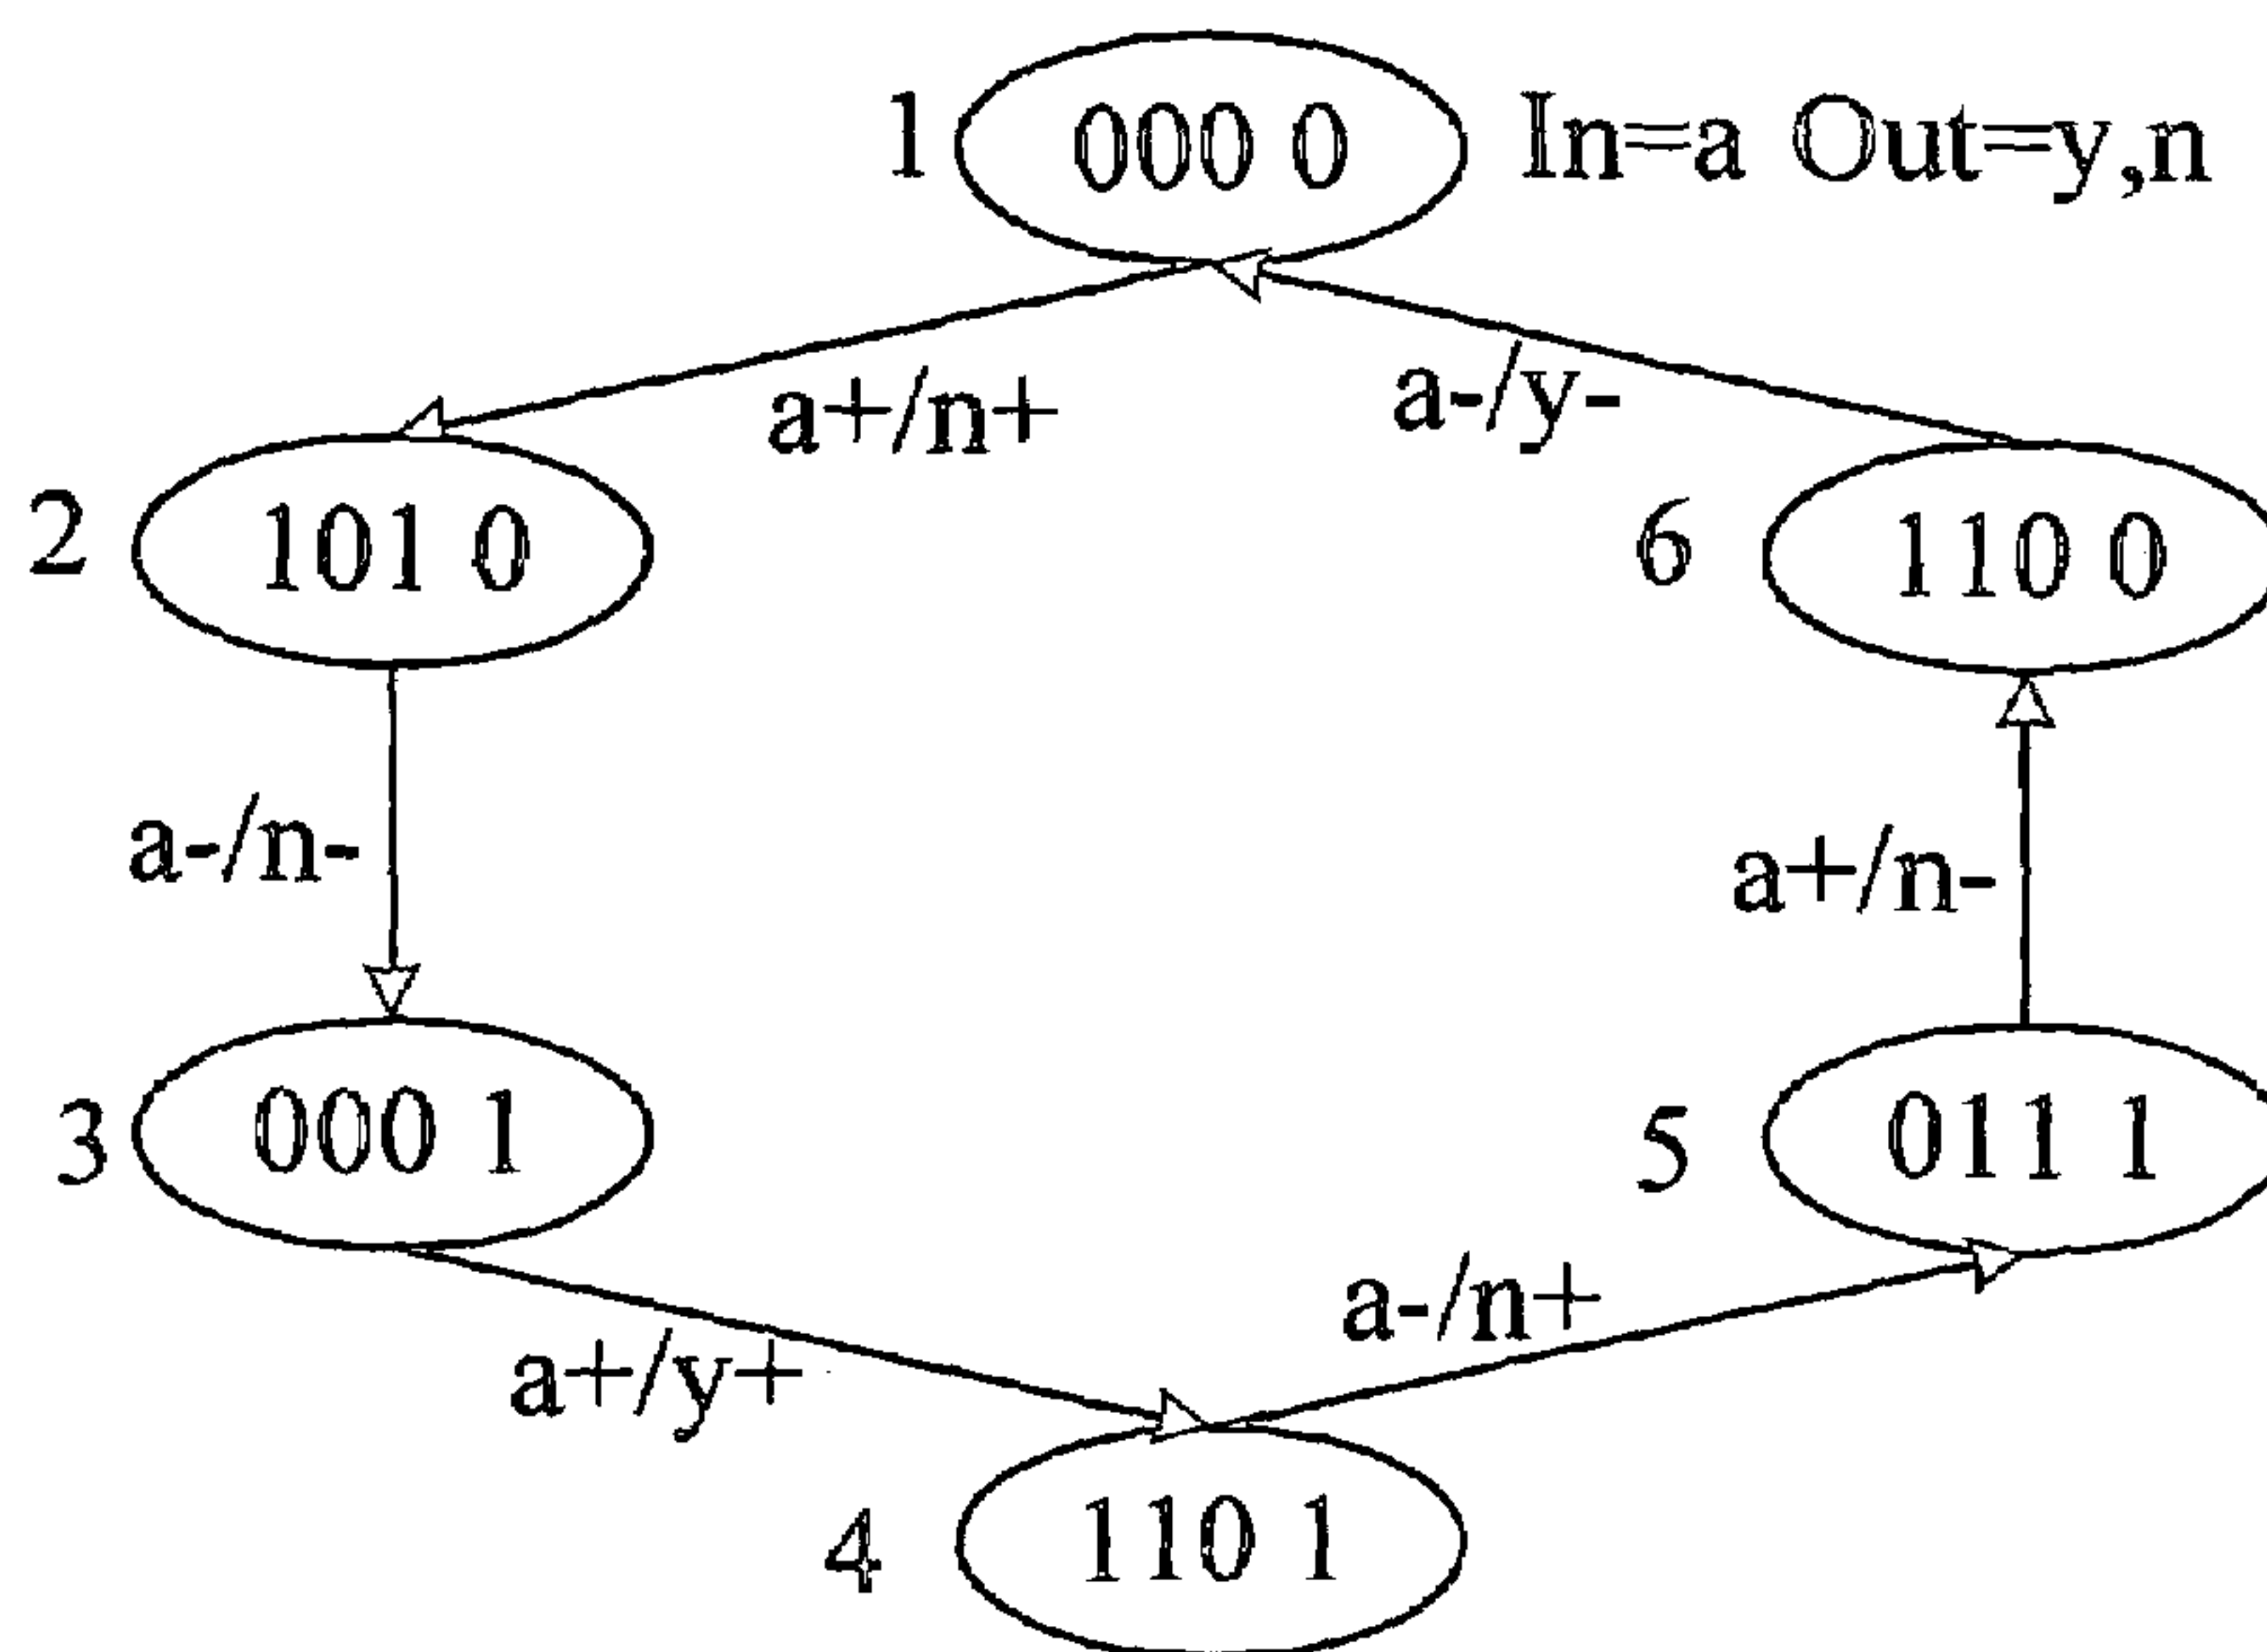 1 000 0 In=a Out=y,n
a+/n+ a-/y-
2 101 0 6 110 0
a-/n- a+/n-
3 000 1 5 011 1
a+/y+ a-/n+
4 110 1